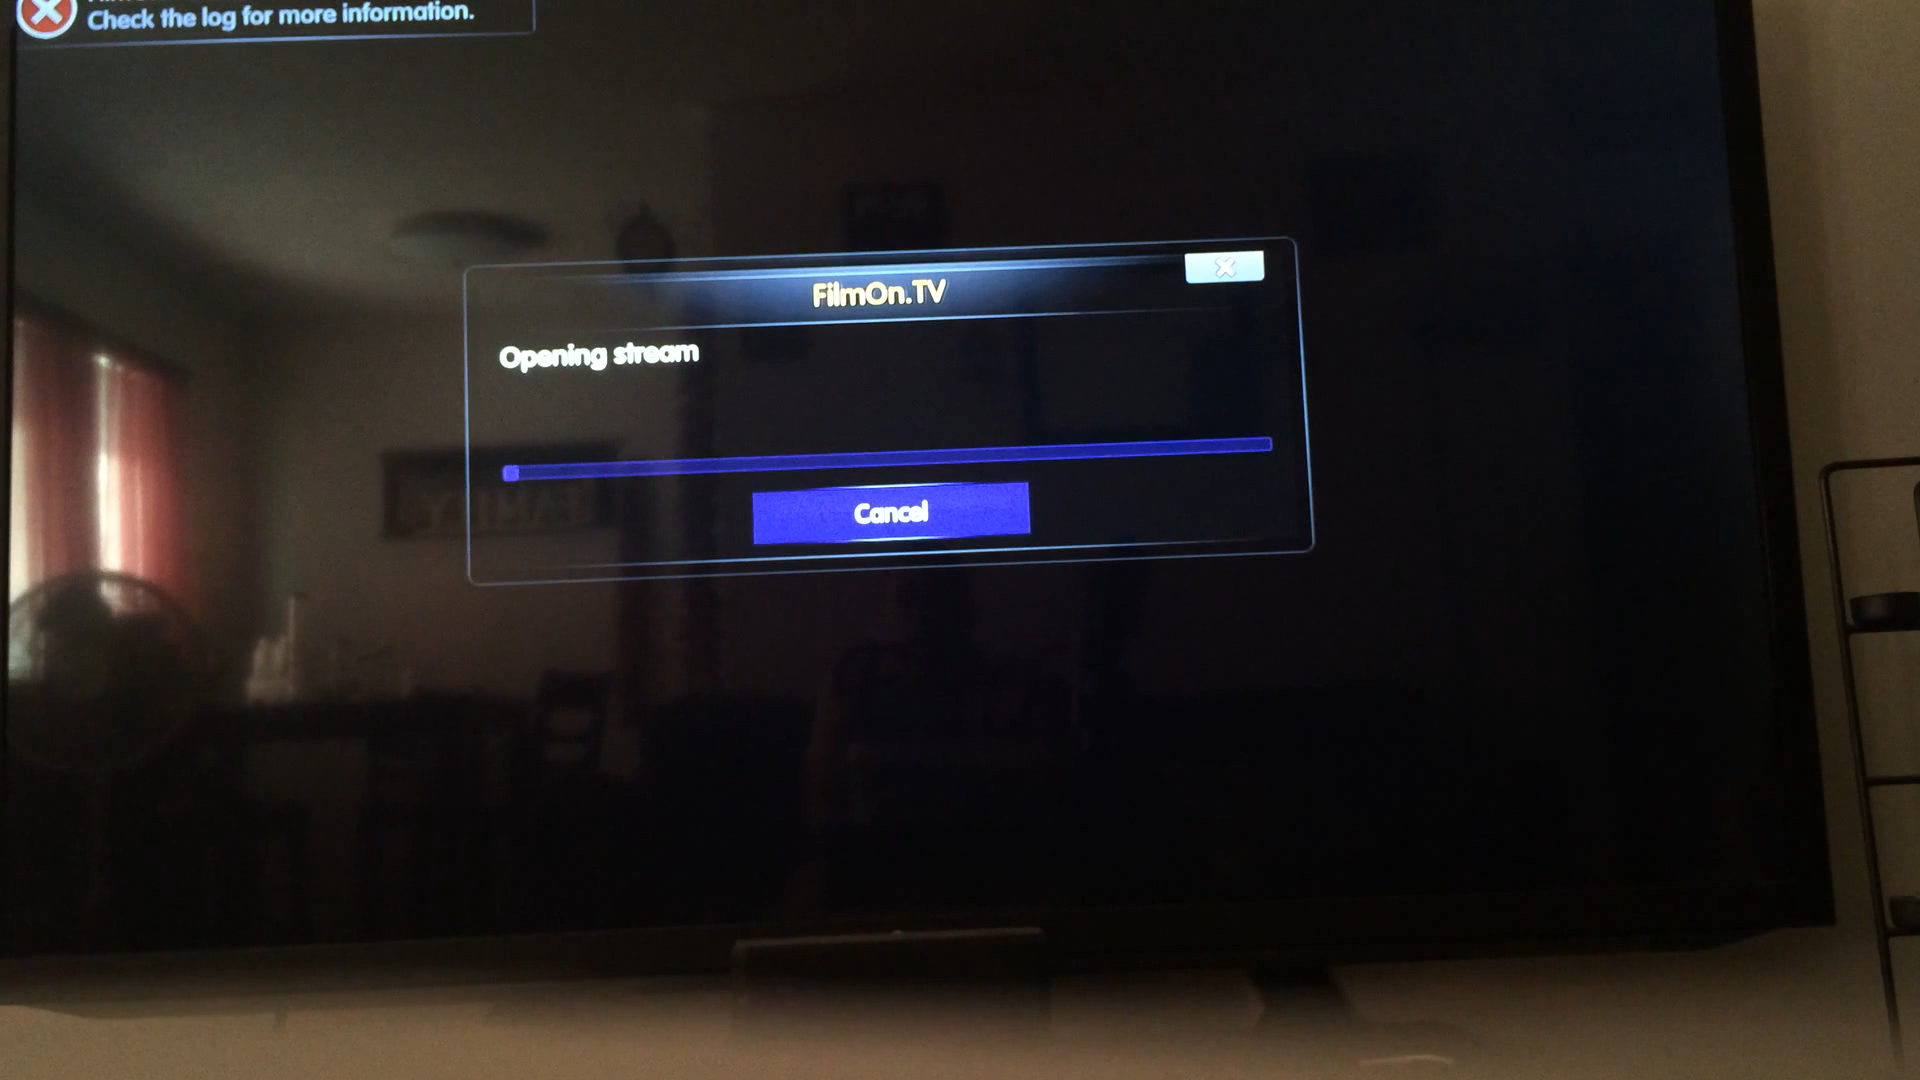 Check the log for more information.
FilmOn.TV
Opening stream
Cancel